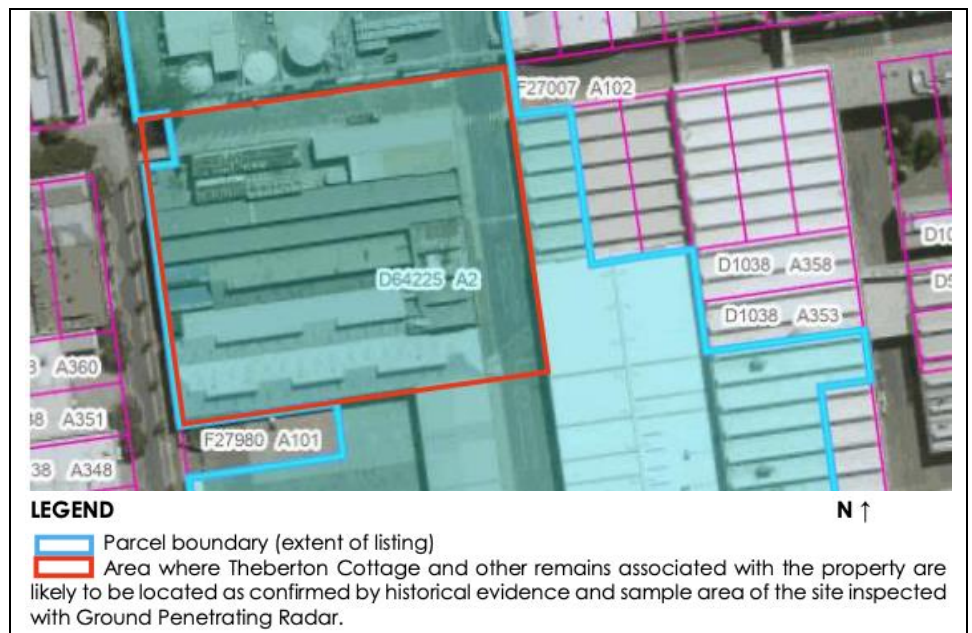 F27007 A102
D64225 A2
D1038 A358
D1038 A353
A360
A351
38 A348
F27980 A101
LEGEND
N ↑
Parcel boundary (extent of listing)
Area where Theberton Cottage and other remains associated with the property are
likely to be located as confirmed by historical evidence and sample area of the site inspected
with Ground Penetrating Radar.